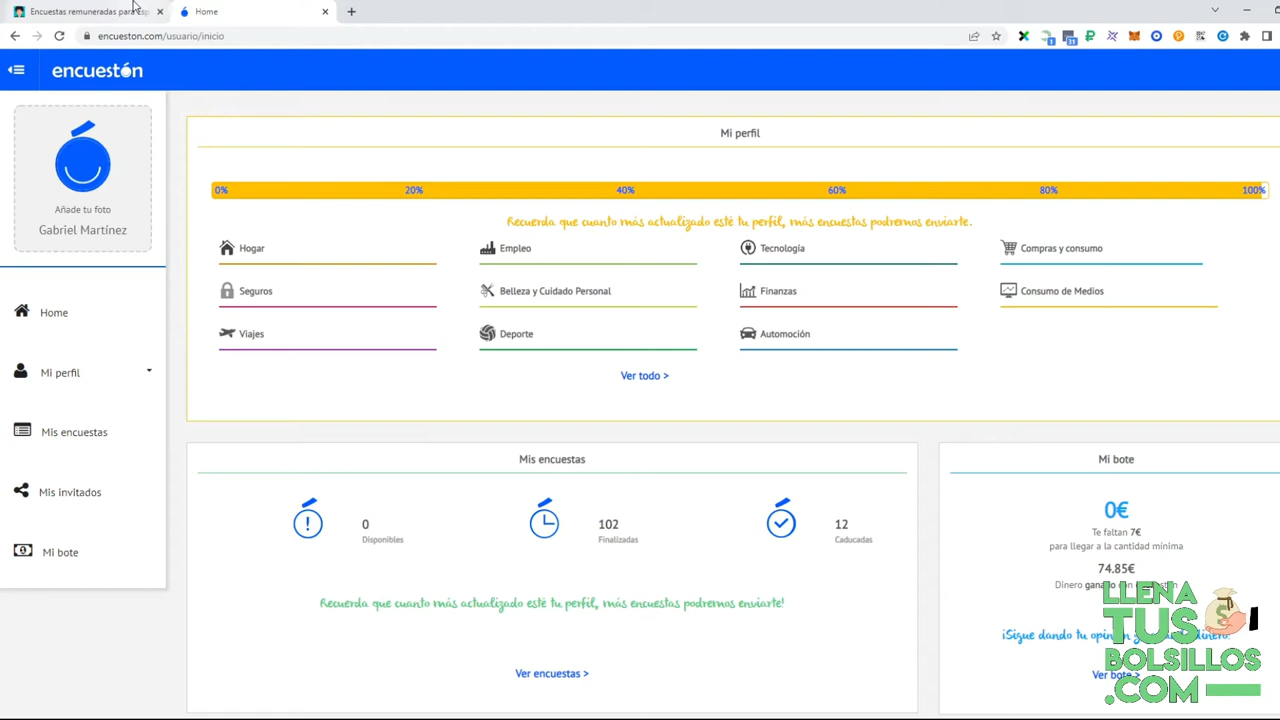 Encuestas remuneradas para Esp
Home
encueston.com/usuario/inicio
1
21
encuestón
Añade tu foto
Gabriel Martínez
Home
Mi perfil
Mis encuestas
Mis invitados
Mi bote
Mi perfil
0% 20% 40% 60% 80% 100%
Recuerda que cuanto más actualizado esté tu perfil, más encuestas podremos enviarte.
Hogar Empleo Tecnología Compras y consumo
Seguros Belleza y Cuidado Personal Finanzas Consumo de Medios
Viajes Deporte Automoción
Ver todo >
Mis encuestas
0
Disponibles
102
Finalizadas
12
Caducadas
Recuerda que cuanto más actualizado esté tu perfil, más encuestas podremos enviarte!
Ver encuestas >
Mi bote
0€
Te faltan 7€
para llegar a la cantidad mínima
74.85€
Dinero ganado
¡Sigue dando tu
Ver bote >
LLENA
TUS
BOLSILLOS
.COM